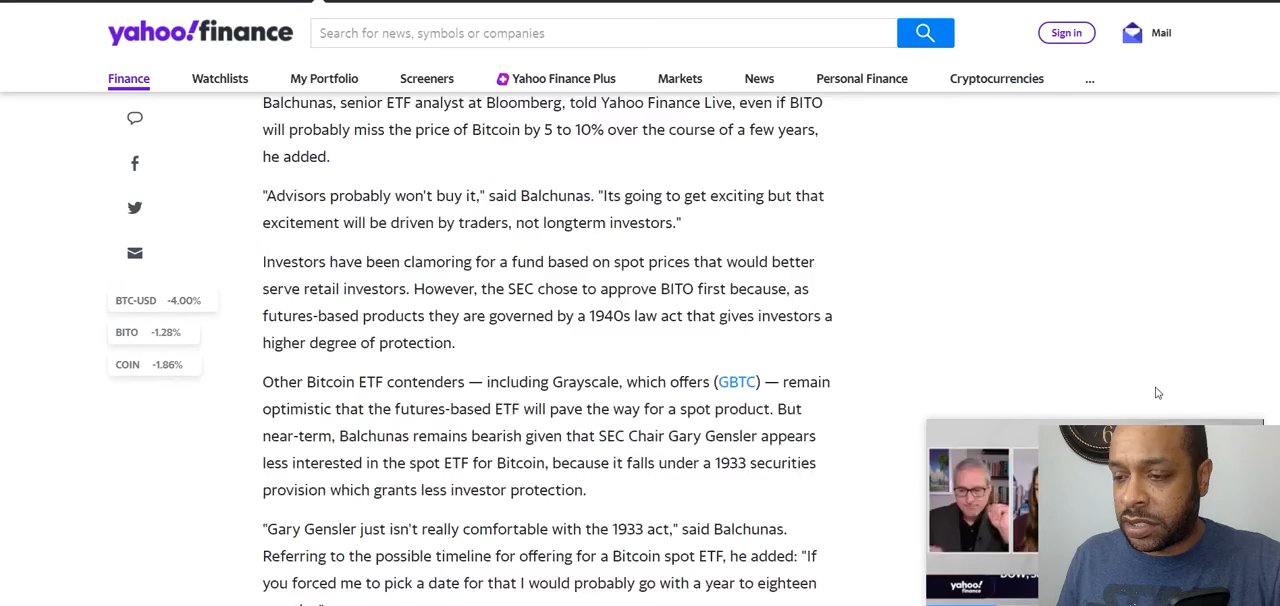 yahoo!finance
Search for news, symbols or companies
Sign in
Mail
Finance Watchlists My Portfolio Screeners Yahoo Finance Plus Markets News Personal Finance Cryptocurrencies ...
Balchunas, senior ETF analyst at Bloomberg, told Yahoo Finance Live, even if BITO
will probably miss the price of Bitcoin by 5 to 10% over the course of a few years,
he added.
"Advisors probably won't buy it," said Balchunas. "Its going to get exciting but that
excitement will be driven by traders, not longterm investors."
Investors have been clamoring for a fund based on spot prices that would better
serve retail investors. However, the SEC chose to approve BITO first because, as
futures-based products they are governed by a 1940s law act that gives investors a
higher degree of protection.
Other Bitcoin ETF contenders — including Grayscale, which offers (GBTC) — remain
optimistic that the futures-based ETF will pave the way for a spot product. But
near-term, Balchunas remains bearish given that SEC Chair Gary Gensler appears
less interested in the spot ETF for Bitcoin, because it falls under a 1933 securities
provision which grants less investor protection.
"Gary Gensler just isn't really comfortable with the 1933 act," said Balchunas.
Referring to the possible timeline for offering for a Bitcoin spot ETF, he added: "If
you forced me to pick a date for that I would probably go with a year to eighteen
BTC-USD -4.00%
BITO -1.28%
COIN -1.86%
yahoo!
finance
6